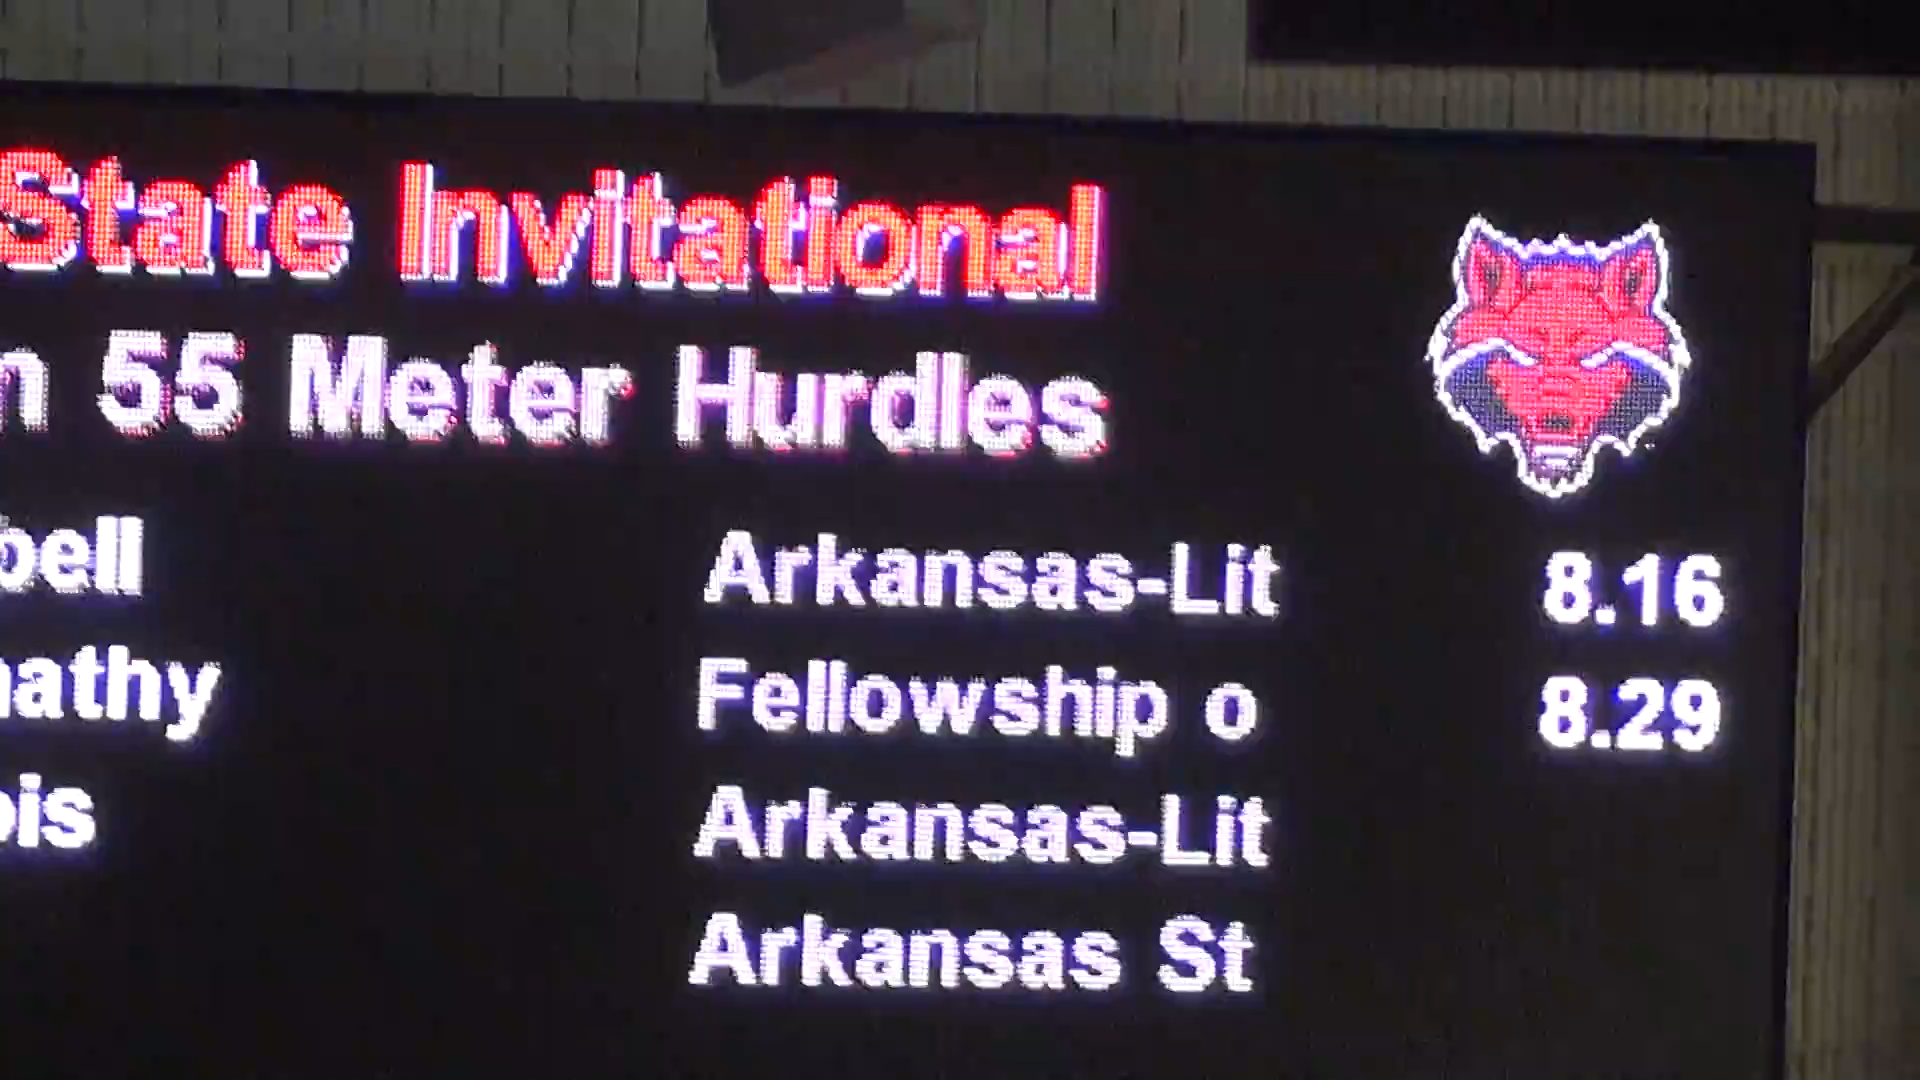 State Invitational
n 55 Meter Hurdles
bell Arkansas-Lit 8.16
nathy Fellowship o 8.29
ois Arkansas-Lit
Arkansas St